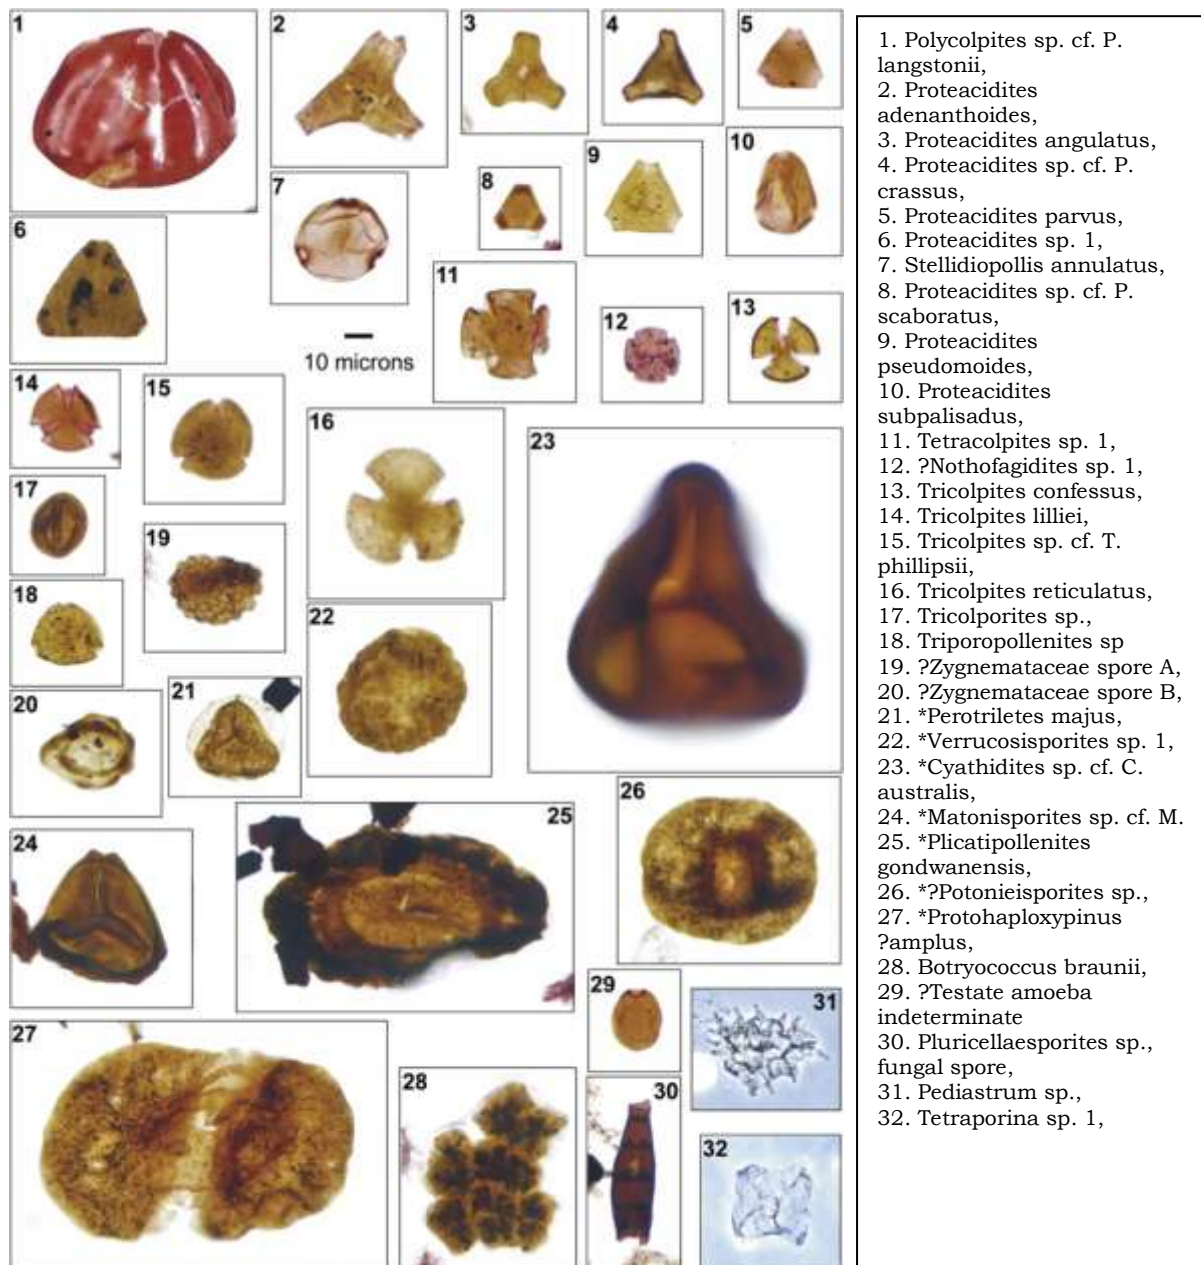 1
2
3
4
5
6
7
8
9
10
11
12
13
10 microns
14
15
16
17
18
19
20
21
22
23
24
25
26
27
28
29
30
31
32
1. Polycolpites sp. cf. P.
langstonii,
2. Proteacidites
adenanthoides,
3. Proteacidites angulatus,
4. Proteacidites sp. cf. P.
crassus,
5. Proteacidites parvus,
6. Proteacidites sp. 1,
7. Stellidiopollis annulatus,
8. Proteacidites sp. cf. P.
scaboratus,
9. Proteacidites
pseudomoides,
10. Proteacidites
subpalisadus,
11. Tetracolpites sp. 1,
12. ?Nothofagidites sp. 1,
13. Tricolpites confessus,
14. Tricolpites lilliei,
15. Tricolpites sp. cf. T.
phillipsii,
16. Tricolpites reticulatus,
17. Tricolporites sp.,
18. Triporopollenites sp
19. ?Zygnemataceae spore A,
20. ?Zygnemataceae spore B,
21. *Perotriletes majus,
22. *Verrucosisporites sp. 1,
23. *Cyathidites sp. cf. C.
australis,
24. *Matonisporites sp. cf. M.
25. *Plicatipollenites
gondwanensis,
26. *?Potonieisporites sp.,
27. *Protohaploxypinus
?amplus,
28. Botryococcus braunii,
29. ?Testate amoeba
indeterminate
30. Pluricellaesporites sp.,
fungal spore,
31. Pediastrum sp.,
32. Tetraporina sp. 1,